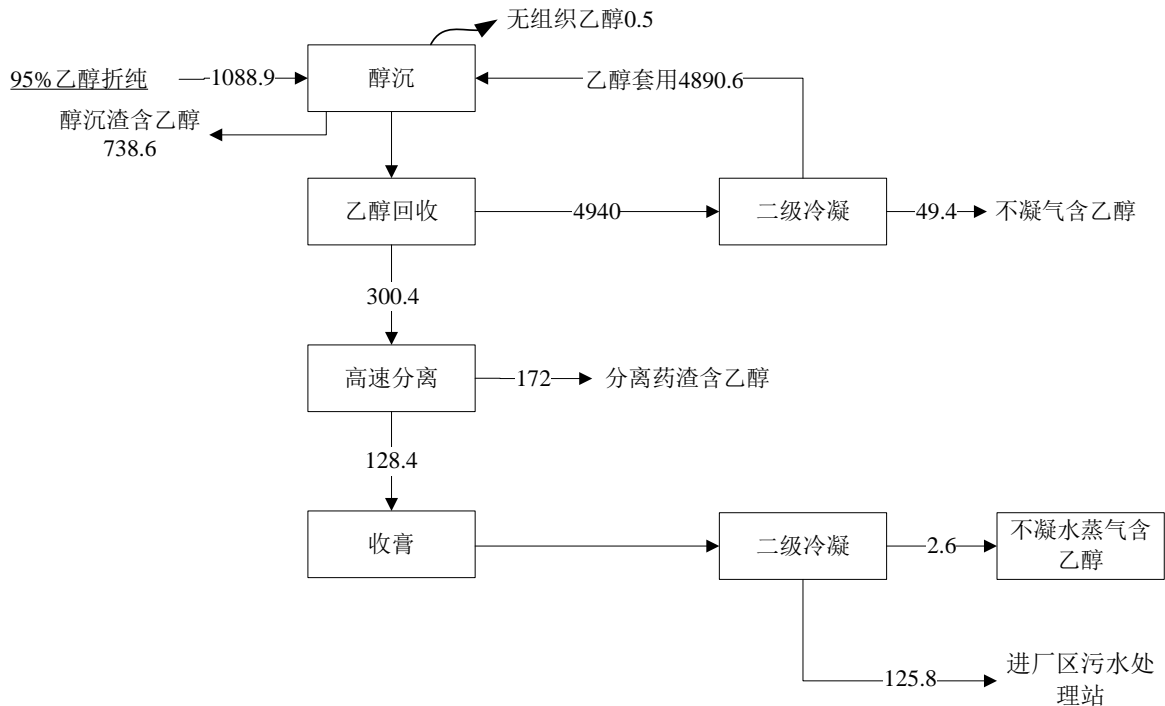 无组织乙醇0.5
95%乙醇折纯
1088.9
醇沉
乙醇套用4890.6
醇沉渣含乙醇
738.6
乙醇回收
4940
二级冷凝
49.4
不凝气含乙醇
300.4
高速分离
172
分离药渣含乙醇
128.4
收膏
二级冷凝
2.6
不凝水蒸气含
乙醇
125.8
进厂区污水处
理站